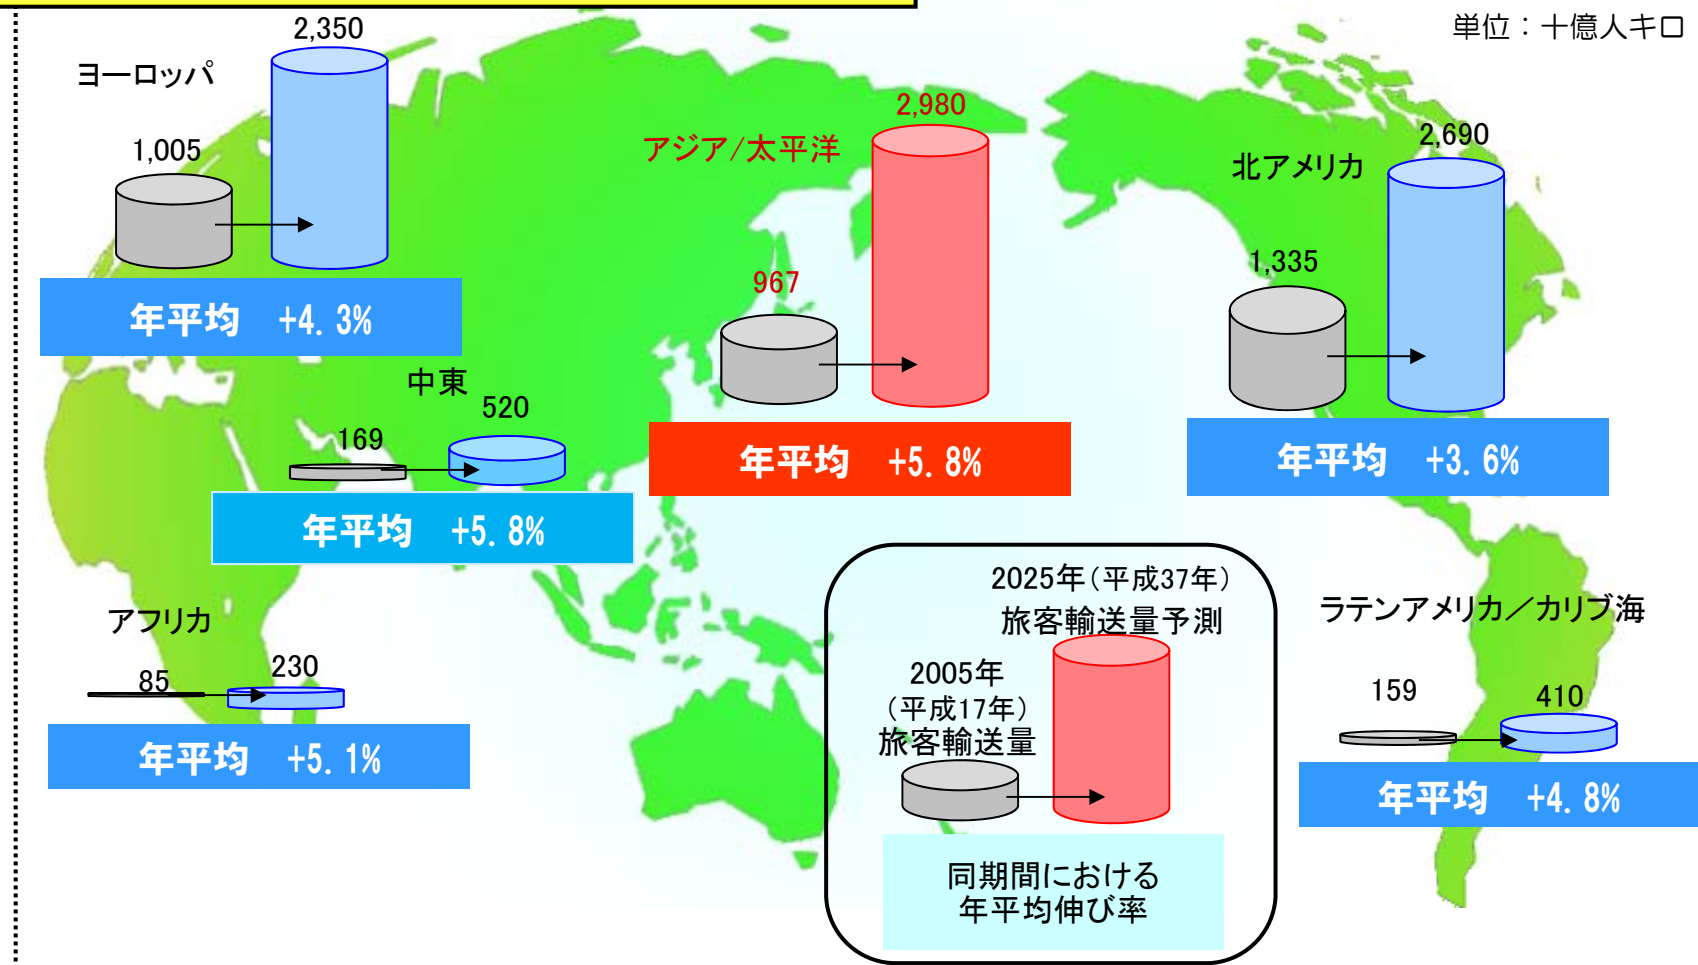 単位：十億人キロ
ヨーロッパ
1,005
2,350
年平均　+4.3%
アジア/太平洋
967
2,980
年平均　+5.8%
北アメリカ
1,335
2,690
年平均　+3.6%
中東
169
520
年平均　+5.8%
アフリカ
85
230
年平均　+5.1%
ラテンアメリカ／カリブ海
159
410
年平均　+4.8%
2025年（平成37年）
旅客輸送量予測
2005年
（平成17年）
旅客輸送量
同期間における
年平均伸び率